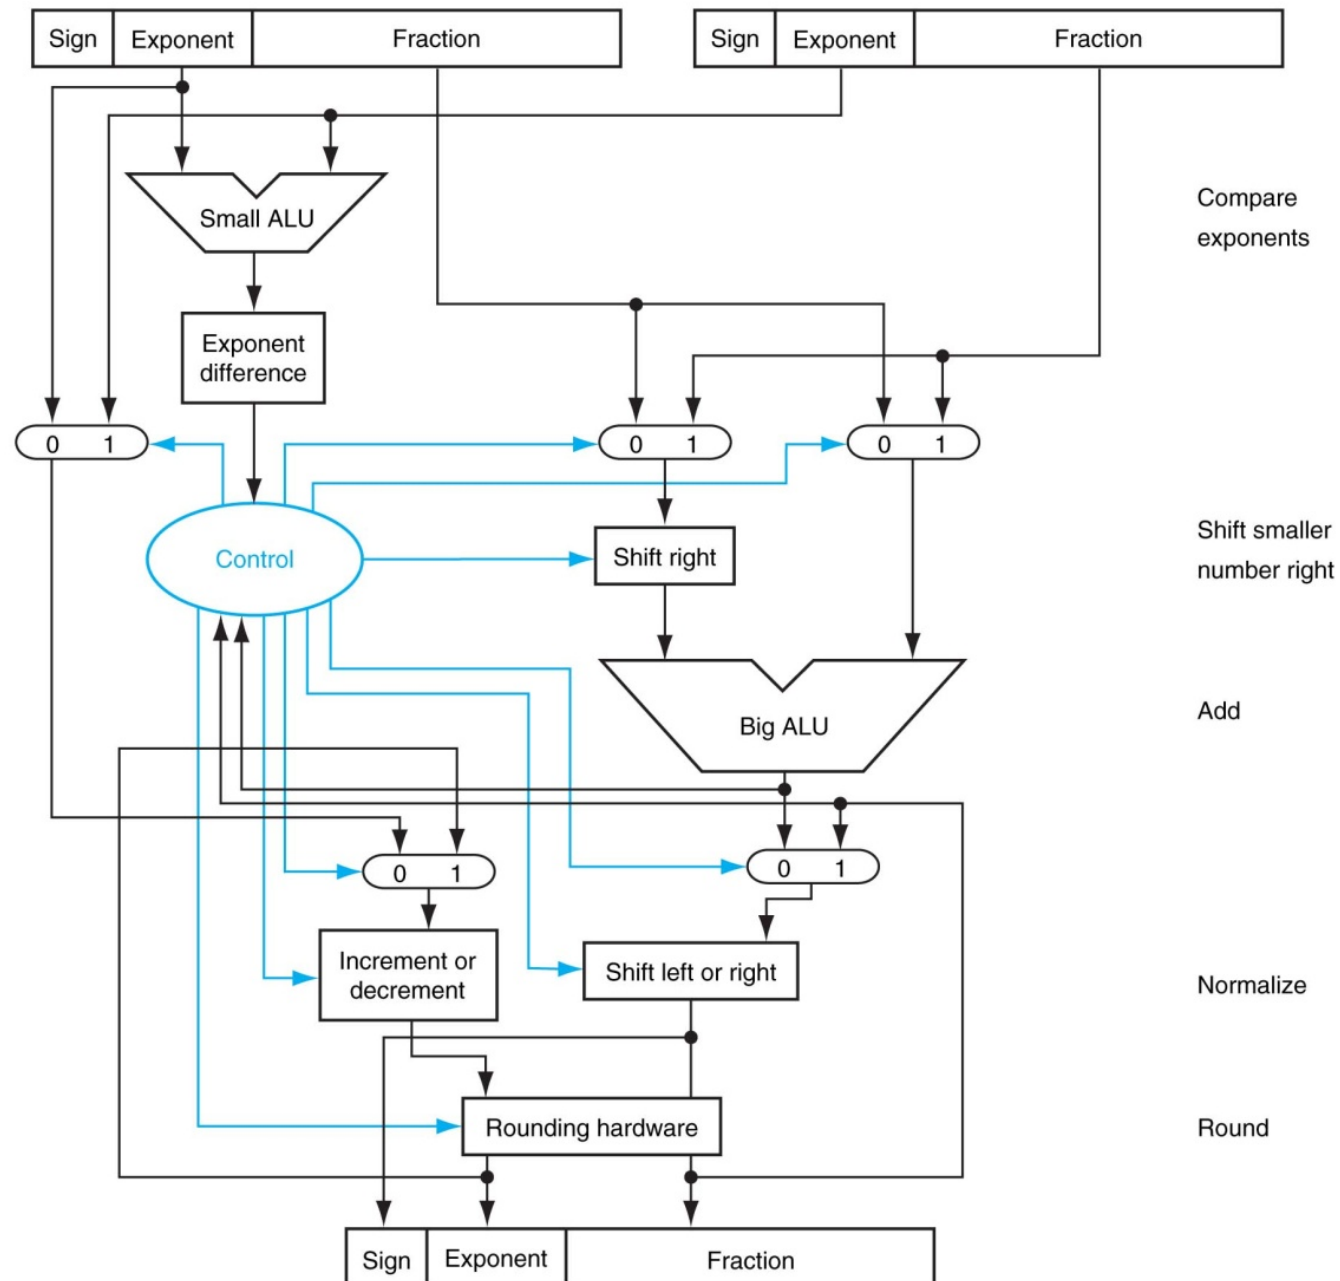 Sign Exponent Fraction Sign Exponent Fraction
Small ALU
Compare
exponents
Exponent
difference
0 1 0 1 0 1
Control
Shift right
Shift smaller
number right
Big ALU
Add
0 1 0 1
Increment or
decrement
Shift left or right
Normalize
Rounding hardware
Round
Sign Exponent Fraction